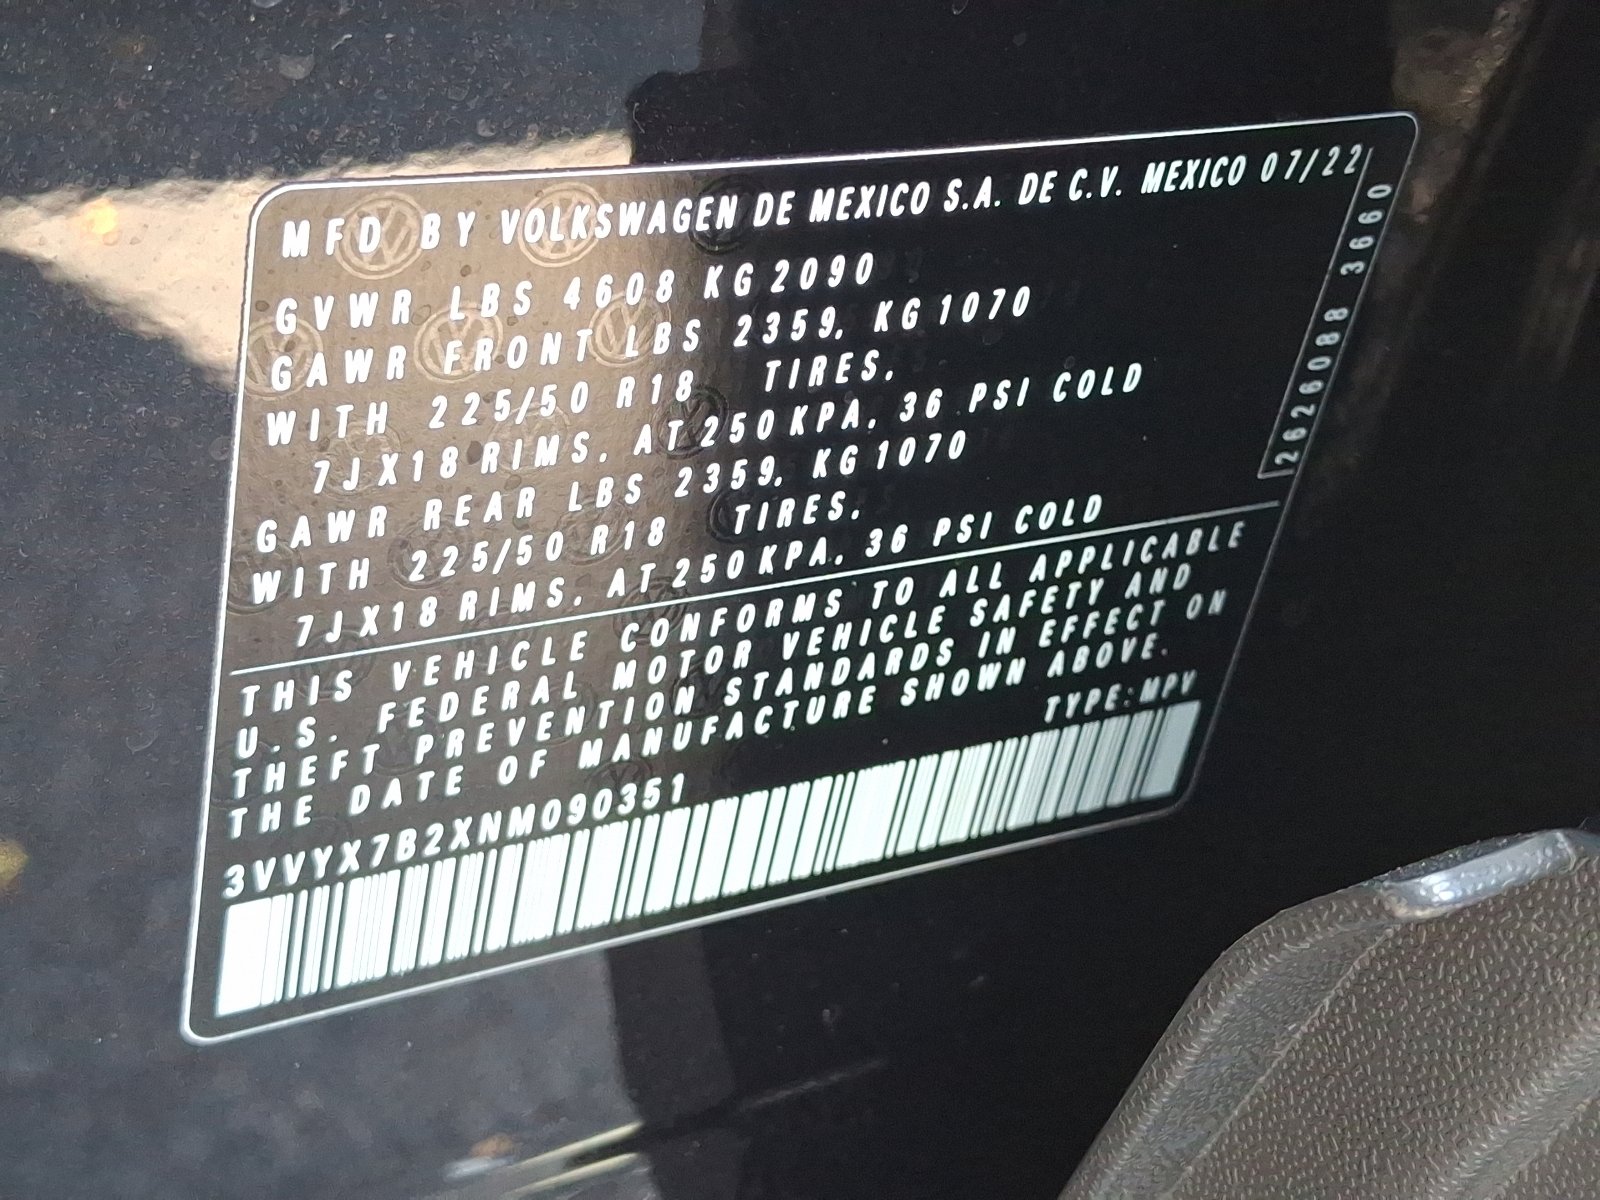 MFD BY VOLKSWAGEN DE MEXICO S.A. DE C.V. MEXICO 07/22
GVWR LBS 4608 KG 2090
GAWR FRONT LBS 2359, KG 1070
WITH 225/50 R18 TIRES,
7JX18 RIMS, AT 250KPA, 36 PSI COLD
GAWR REAR LBS 2359, KG 1070
WITH 225/50 R18 TIRES,
7JX18 RIMS, AT 250KPA, 36 PSI COLD
2626088 3660
THIS VEHICLE CONFORMS TO ALL APPLICABLE
U.S. FEDERAL MOTOR VEHICLE SAFETY AND
THEFT PREVENTION STANDARDS IN EFFECT ON
THE DATE OF MANUFACTURE SHOWN ABOVE.
TYPE:MPV
3VVYX7B2XNM090351